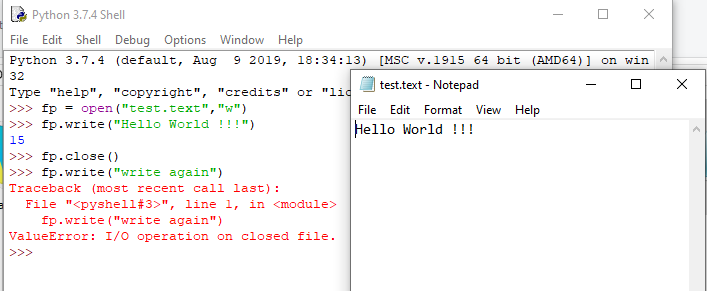 Python 3.7.4 Shell
File Edit Shell Debug Options Window Help
Python 3.7.4 (default, Aug  9 2019, 18:34:13) [MSC v.1915 64 bit (AMD64)] on win
32
Type "help", "copyright", "credits" or
>>> fp = open("test.text","w")
>>> fp.write("Hello World !!!")
15
>>> fp.close()
>>> fp.write("write again")
Traceback (most recent call last):
  File "<pyshell#3>", line 1, in <module>
    fp.write("write again")
ValueError: I/O operation on closed file.
>>>
test.text - Notepad
File Edit Format View Help
Hello World !!!